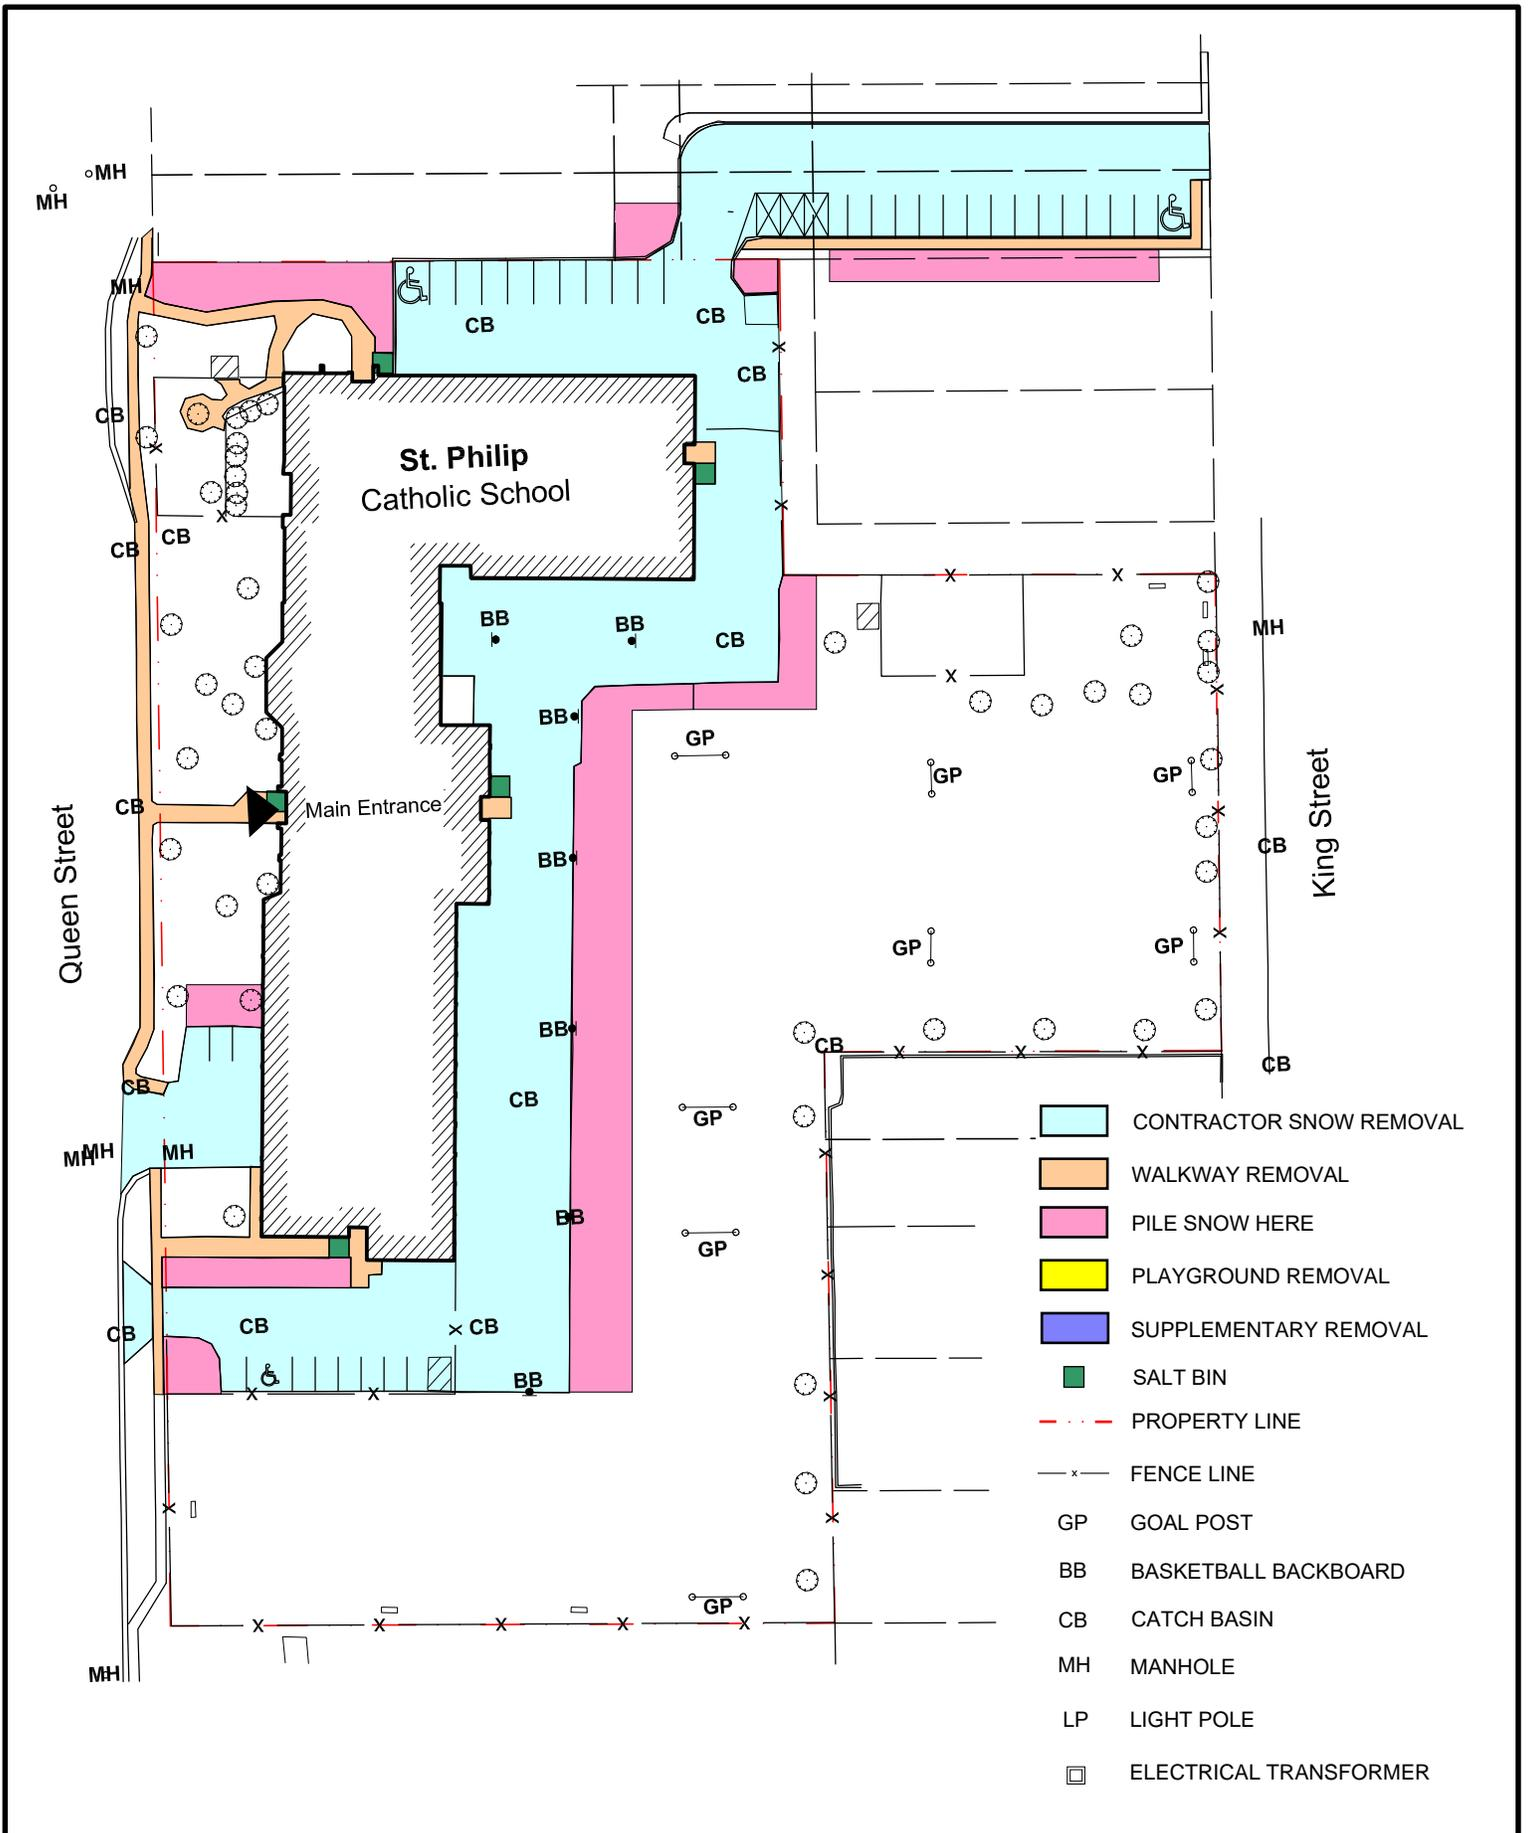 MH
MH
MH
CB
CB
CB
CB
St. Philip
Catholic School
CB
CB
CB
BB
BB
CB
MH
BB
GP
GP
GP
CB
Main Entrance
Queen Street
King Street
BB
CB
GP
GP
BB
CB
CB
CB
CB
GP
MH
MH
MH
BB
GP
CB
CB
CB
BB
GP
MH
CONTRACTOR SNOW REMOVAL
WALKWAY REMOVAL
PILE SNOW HERE
PLAYGROUND REMOVAL
SUPPLEMENTARY REMOVAL
SALT BIN
PROPERTY LINE
x FENCE LINE
GP GOAL POST
BB BASKETBALL BACKBOARD
CB CATCH BASIN
MH MANHOLE
LP LIGHT POLE
ELECTRICAL TRANSFORMER